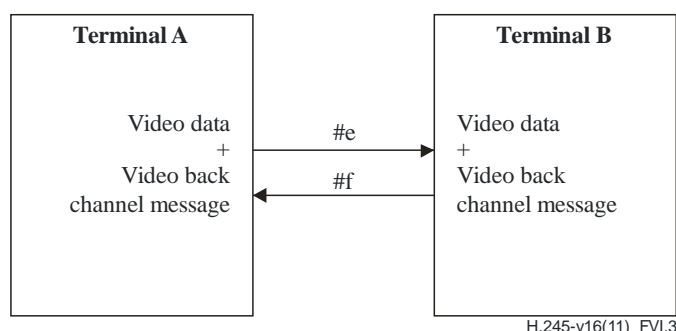 Terminal A
Terminal B
Video data
+
Video back
channel message
#e
#f
Video data
+
Video back
channel message
H.245-v16(11)_FVI.3